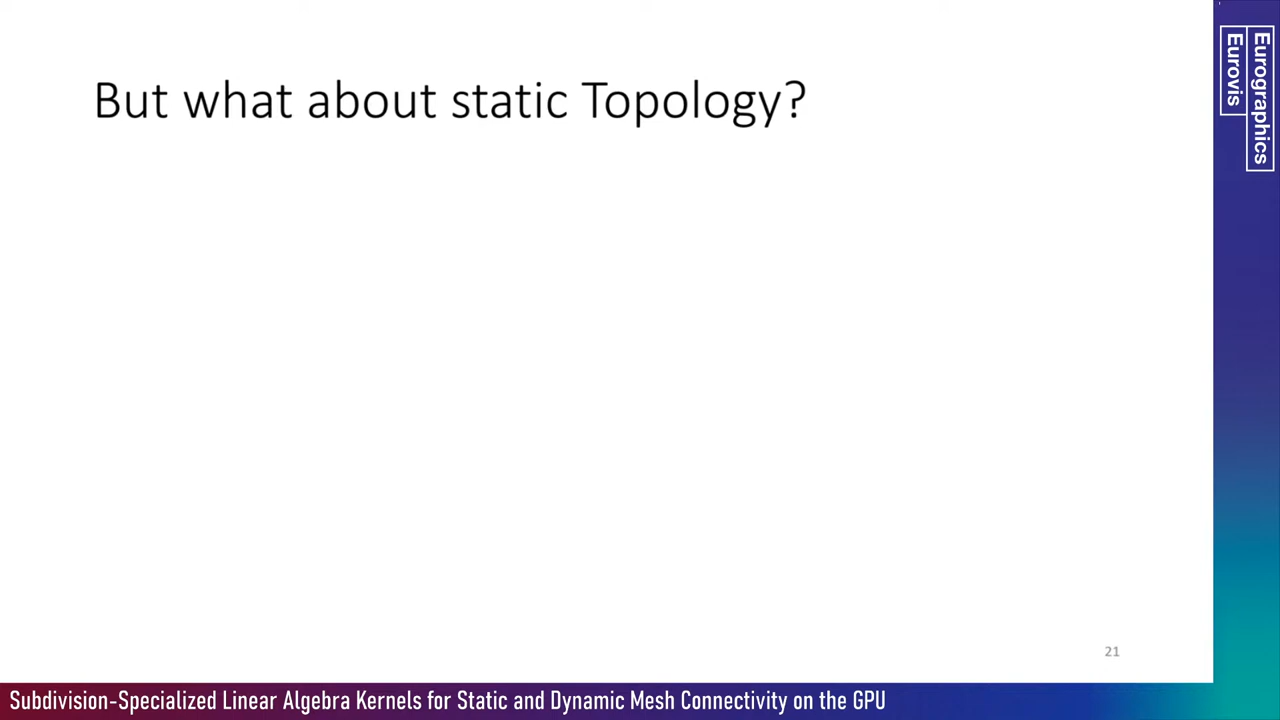 But what about static Topology?
Eurographics
Eurovis
21
Subdivision-Specialized Linear Algebra Kernels for Static and Dynamic Mesh Connectivity on the GPU